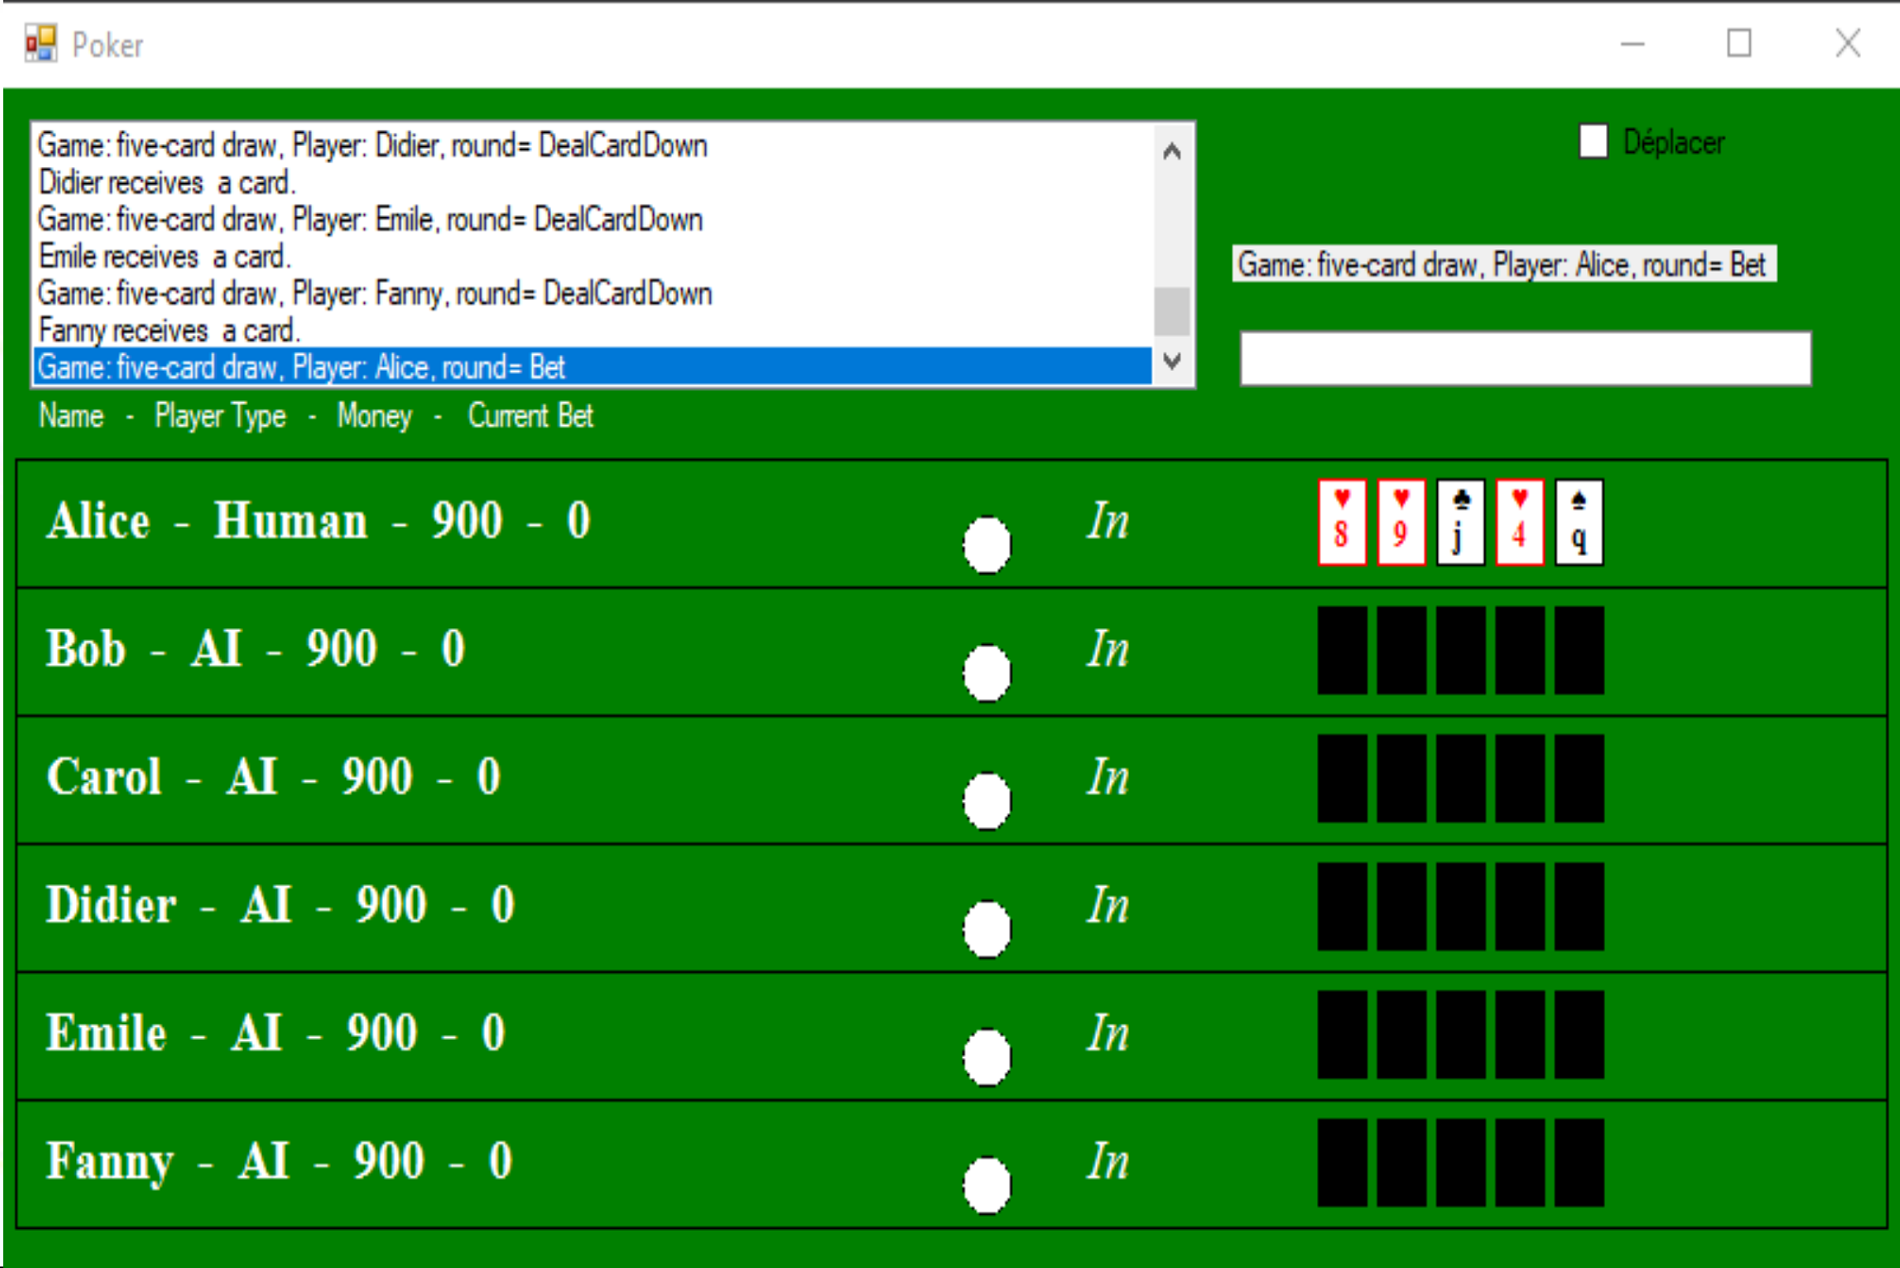 Poker
Game: five-card draw, Player: Didier, round= DealCardDown
Didier receives  a card.
Game: five-card draw, Player: Emile, round= DealCardDown
Emile receives  a card.
Game: five-card draw, Player: Fanny, round= DealCardDown
Fanny receives  a card.
Game: five-card draw, Player: Alice, round= Bet
Déplacer
Game: five-card draw, Player: Alice, round= Bet
Name - Player Type - Money - Current Bet
Alice - Human - 900 - 0 In ♥ ♥ ♣ ♥ ♠
8 9 j 4 q
Bob - AI - 900 - 0 In
Carol - AI - 900 - 0 In
Didier - AI - 900 - 0 In
Emile - AI - 900 - 0 In
Fanny - AI - 900 - 0 In